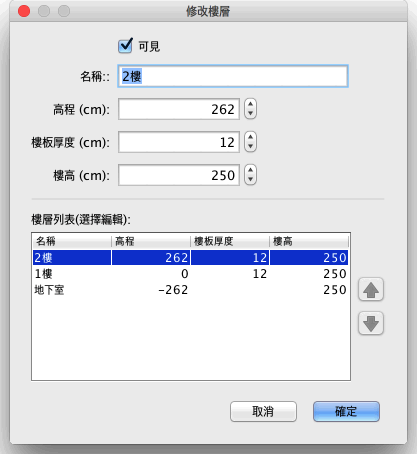 修改樓層
可見
名稱::
2樓
高程 (cm):
262
樓板厚度 (cm):
12
樓高 (cm):
250
樓層列表(選擇編輯):
名稱 高程 樓板厚度 樓高
2樓 262 12 250
1樓 0 12 250
地下室 -262 250
取消 確定